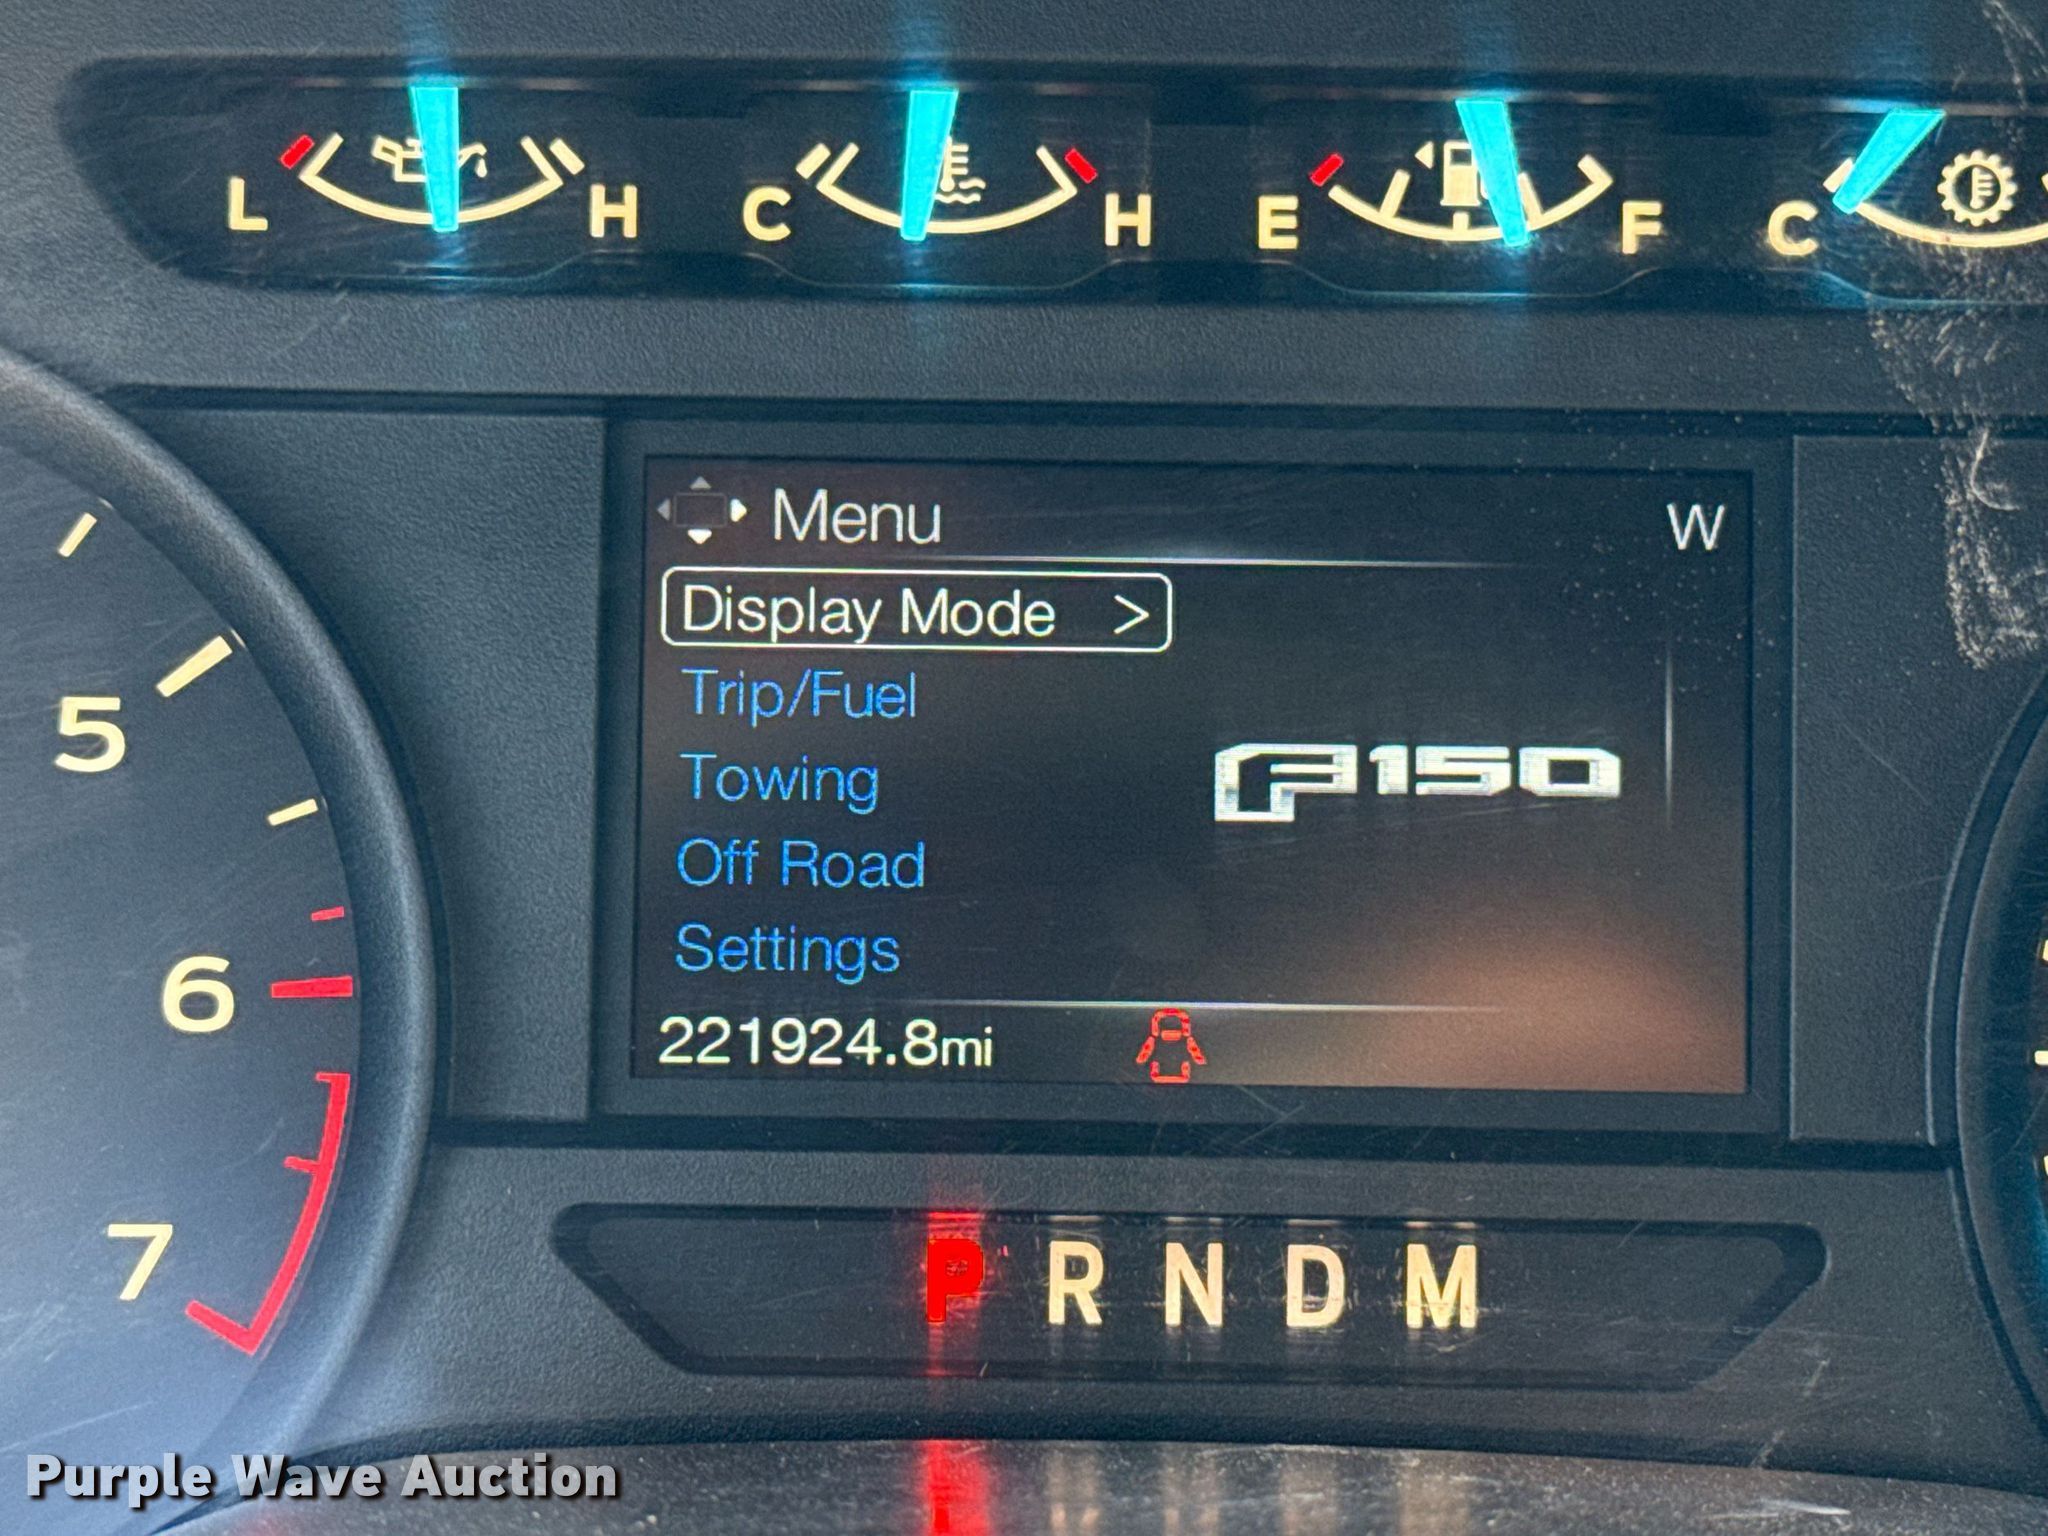 L H C H E F C
Menu W
Display Mode >
Trip/Fuel
Towing
F150
Off Road
Settings
221924.8mi
5
6
7
P R N D M
Purple Wave Auction